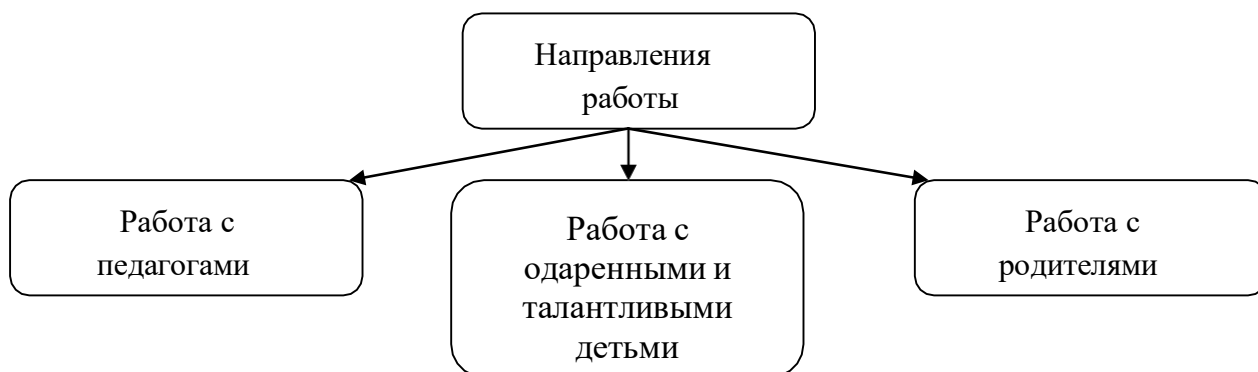 Направления
работы
Работа с
педагогами
Работа с
одаренными и
талантливыми
детьми
Работа с
родителями